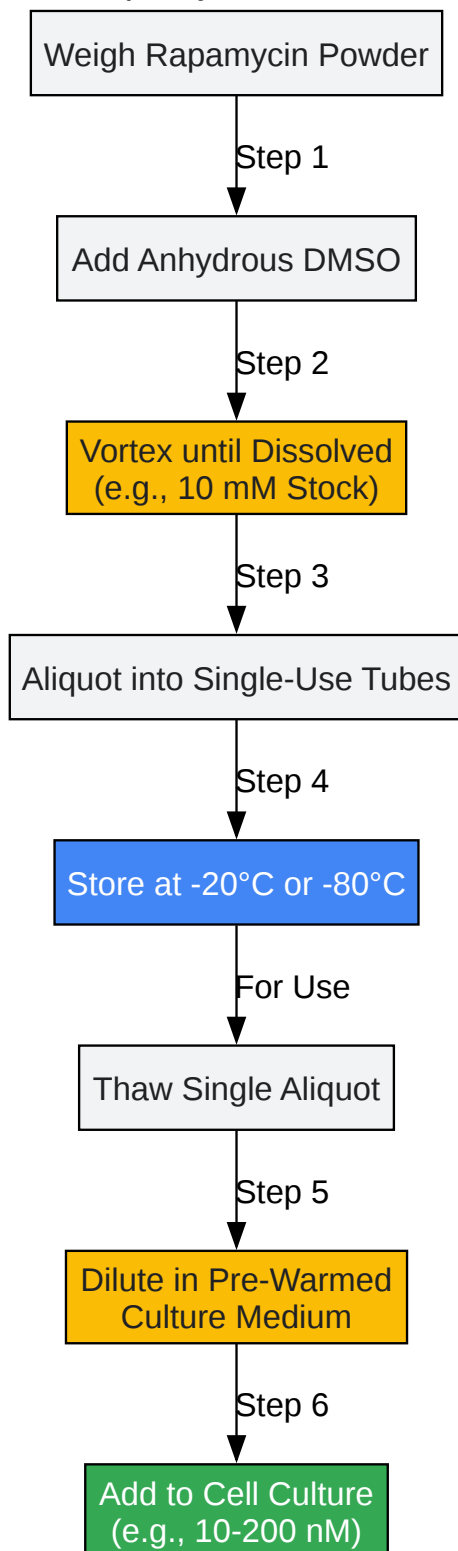 Weigh Rapamycin Powder
Step 1
Add Anhydrous DMSO
Step 2
Vortex until Dissolved
(e.g., 10 mM Stock)
Step 3
Aliquot into Single-Use Tubes
Step 4
Store at -20°C or -80°C
For Use
Thaw Single Aliquot
Step 5
Dilute in Pre-Warmed
Culture Medium
Step 6
Add to Cell Culture
(e.g., 10-200 nM)